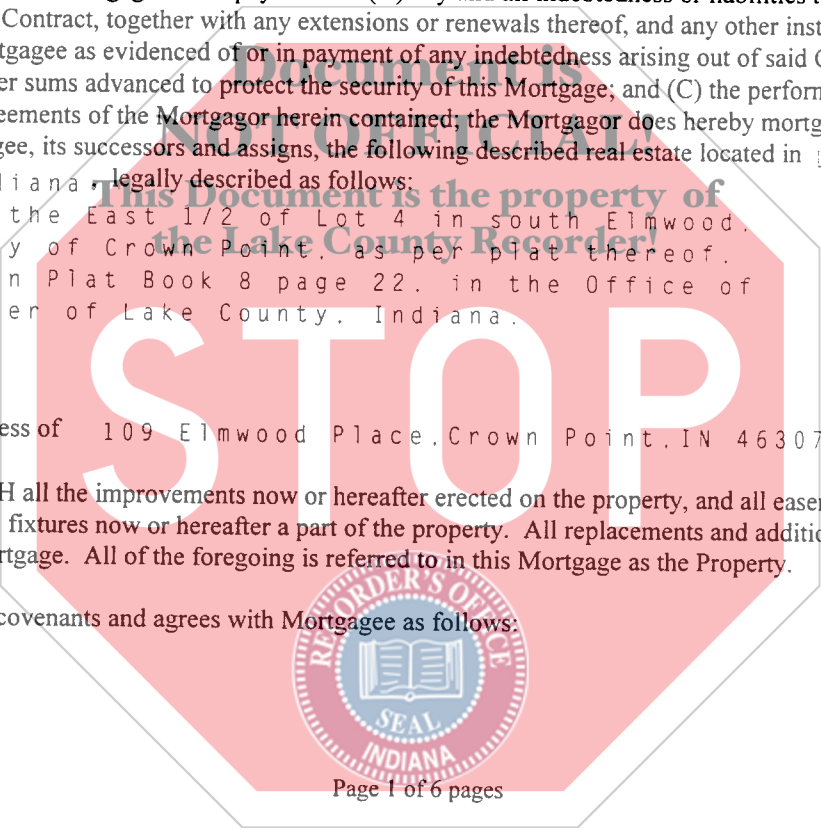 Contract, together with any extensions or renewals thereof, and any other inst
tgagee as evidenced of or in payment of any indebtedness arising out of said C
er sums advanced to protect the security of this Mortgage; and (C) the perform
eements of the Mortgagor herein contained; the Mortgagor does hereby mortg
gee, its successors and assigns, the following described real estate located in
diana, legally described as follows:
the East 1/2 of Lot 4 in south Elmwood.
y of Crown Point. as per plat thereof.
n Plat Book 8 page 22. in the Office of
er of Lake County. Indiana.
Document is
NOT OFFICIAL!
This Document is the property of
the Lake County Recorder!
STOP
ess of 109 Elmwood Place.Crown Point.IN 46307
H all the improvements now or hereafter erected on the property, and all easem
fixtures now or hereafter a part of the property. All replacements and additio
rtgage. All of the foregoing is referred to in this Mortgage as the Property.
covenants and agrees with Mortgagee as follows:
RECORDER'S OFFICE
SEAL
INDIANA
Page 1 of 6 pages